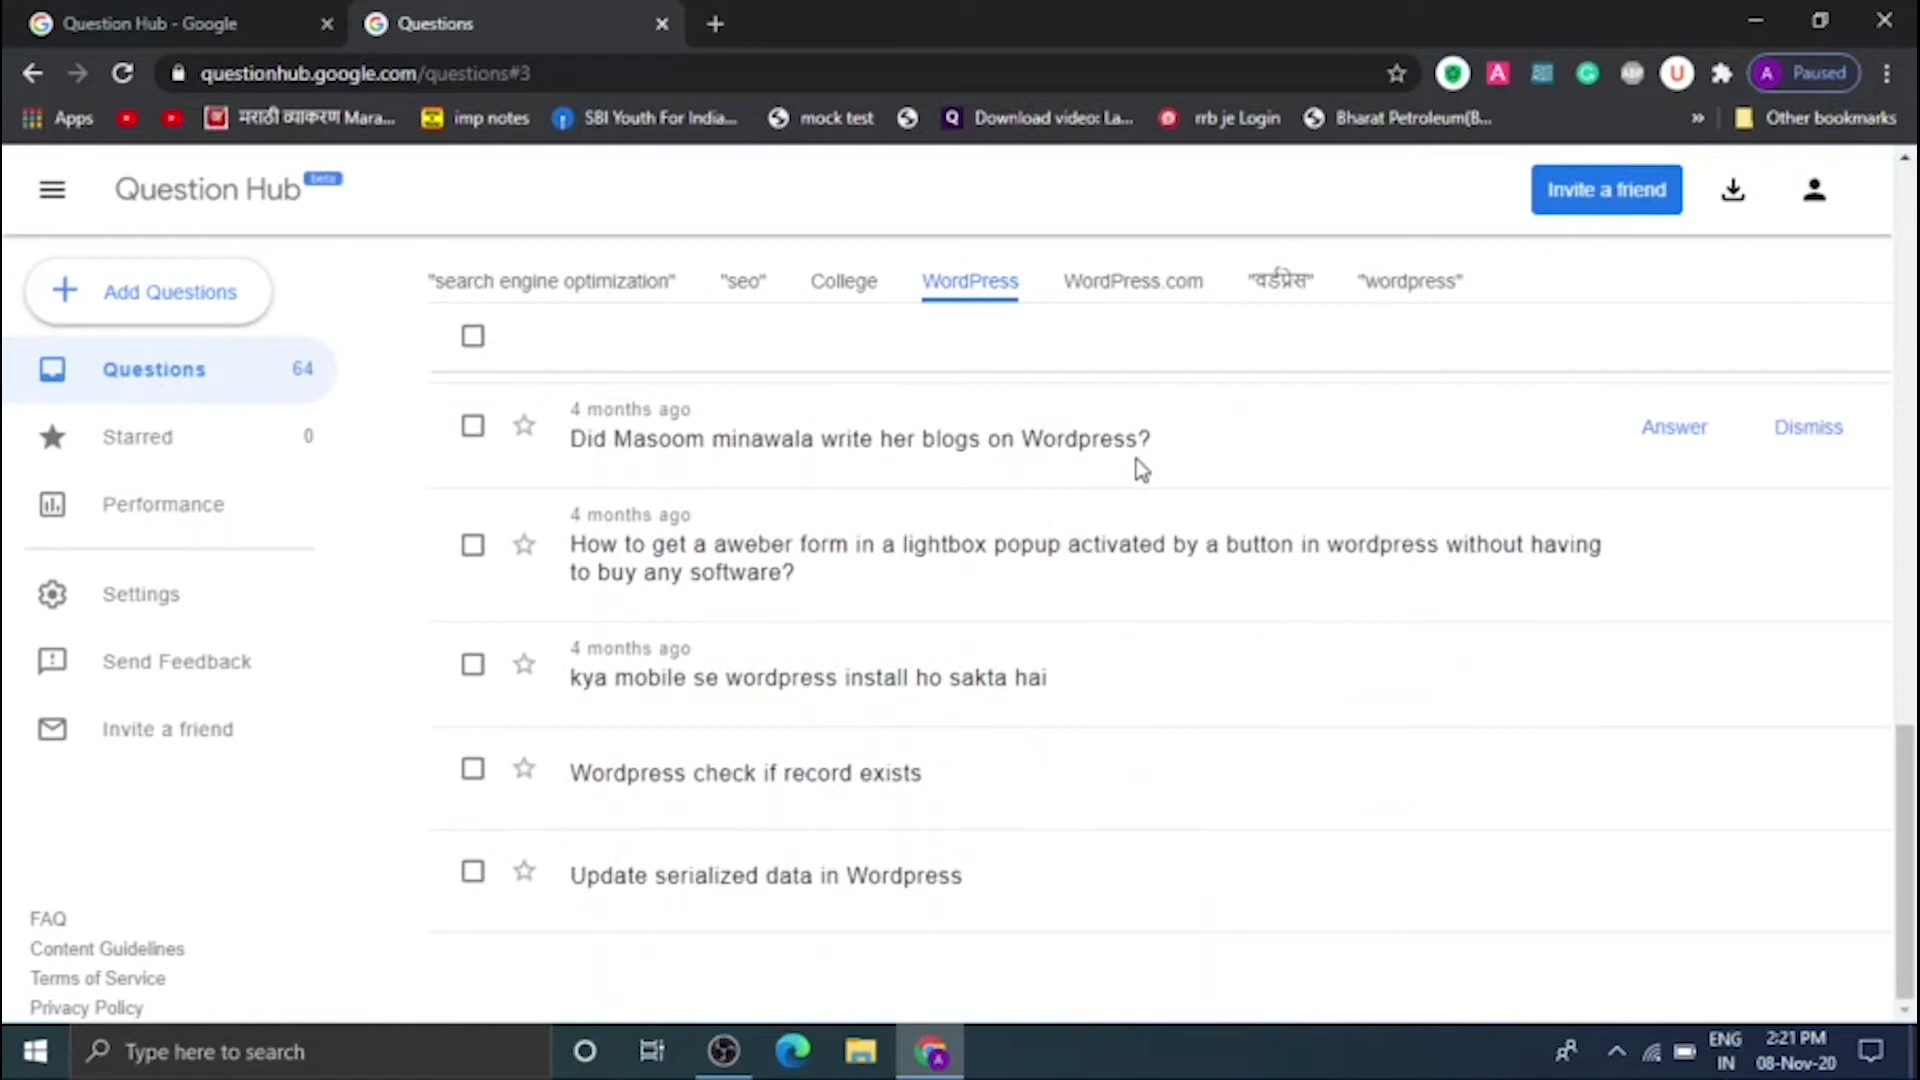 Question Hub - Google
Questions
questionhub.google.com/questions#3
Paused
Apps
मराठी व्याकरण Mara...
imp notes
SBI Youth For India...
mock test
Download video: La...
rrb je Login
Bharat Petroleum(B...
Other bookmarks
Question Hub beta
Invite a friend
Add Questions
"search engine optimization"
"seo"
College
WordPress
WordPress.com
"वर्डप्रेस"
"wordpress"
Questions 64
Starred 0
Performance
Settings
Send Feedback
Invite a friend
4 months ago
Did Masoom minawala write her blogs on Wordpress?
Answer
Dismiss
4 months ago
How to get a aweber form in a lightbox popup activated by a button in wordpress without having
to buy any software?
4 months ago
kya mobile se wordpress install ho sakta hai
Wordpress check if record exists
Update serialized data in Wordpress
FAQ
Content Guidelines
Terms of Service
Privacy Policy
Type here to search
ENG
IN
2:21 PM
08-Nov-20